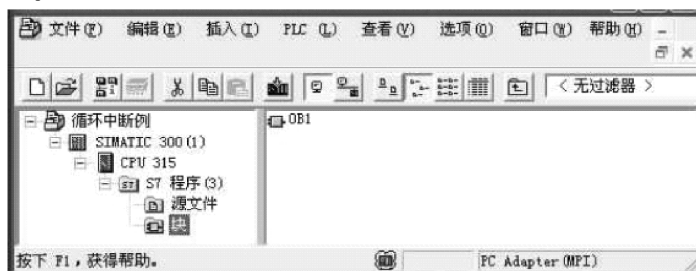 文件(F) 编辑(E) 插入(I) PLC (L) 查看(V) 选项(O) 窗口(W) 帮助(H)
< 无过滤器 >
循环中断例
SIMATIC 300(1)
CPU 315
S7 程序(3)
源文件
块
OB1
按下 F1，获得帮助。 PC Adapter(MPI)